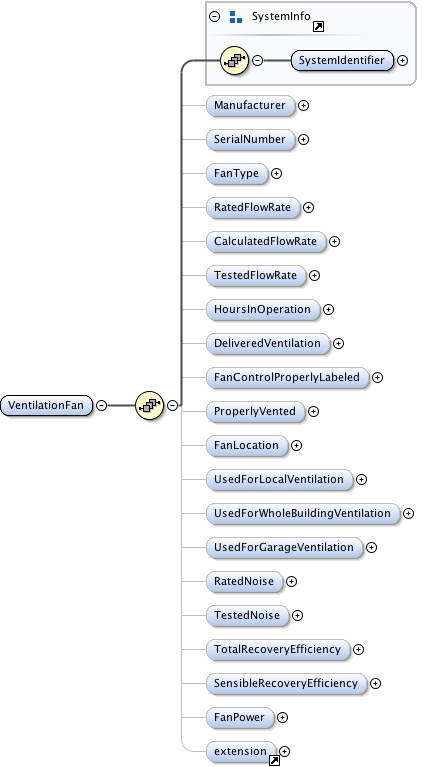 SystemInfo
SystemIdentifier
Manufacturer
SerialNumber
FanType
RatedFlowRate
CalculatedFlowRate
TestedFlowRate
HoursInOperation
DeliveredVentilation
FanControlProperlyLabeled
VentilationFan
ProperlyVented
FanLocation
UsedForLocalVentilation
UsedForWholeBuildingVentilation
UsedForGarageVentilation
RatedNoise
TestedNoise
TotalRecoveryEfficiency
SensibleRecoveryEfficiency
FanPower
extension